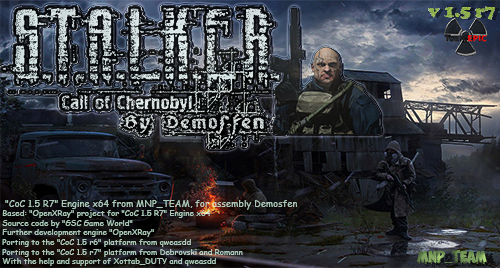 S.T.A.L.K.E.R.
v 1.5 r7
EPIC
Call of Chernobyl
By Demosfen
"CoC 1.5 R7" Engine x64 from MNP_TEAM, for assembly Demosfen
Based: "OpenXRay" project for "CoC 1.5 R7" Engine x64
Source code by "GSC Game World"
Further development engine "OpenXRay"
Porting to the "CoC 1.5 r6" platform from qweasdd
Porting to the "CoC 1.5 r7" platform from Debrovski and Romann
With the help and support of Xottab_DUTY and qweasdd
MNP_TEAM